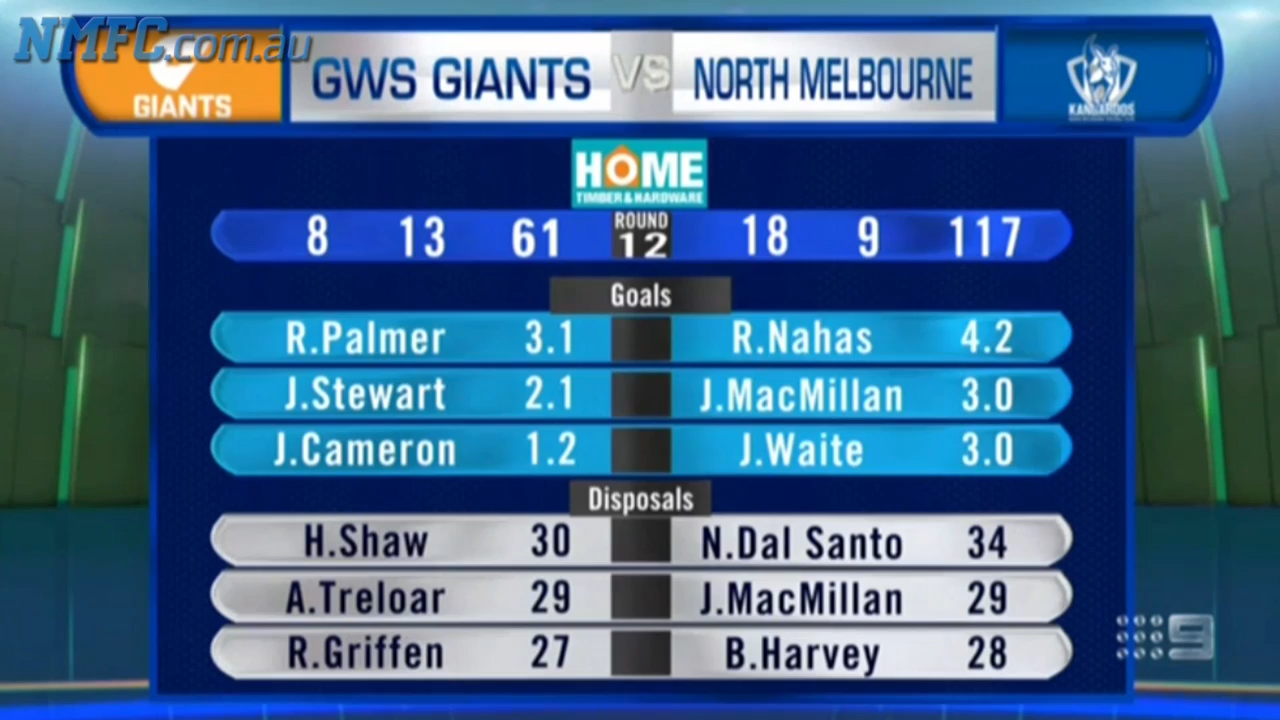 NMFC.com.au
GIANTS GWS GIANTS VS NORTH MELBOURNE KANGAROOS
HOME
TIMBER & HARDWARE
8 13 61 ROUND 12 18 9 117
Goals
R.Palmer 3.1 R.Nahas 4.2
J.Stewart 2.1 J.MacMillan 3.0
J.Cameron 1.2 J.Waite 3.0
Disposals
H.Shaw 30 N.Dal Santo 34
A.Treloar 29 J.MacMillan 29
R.Griffen 27 B.Harvey 28
9